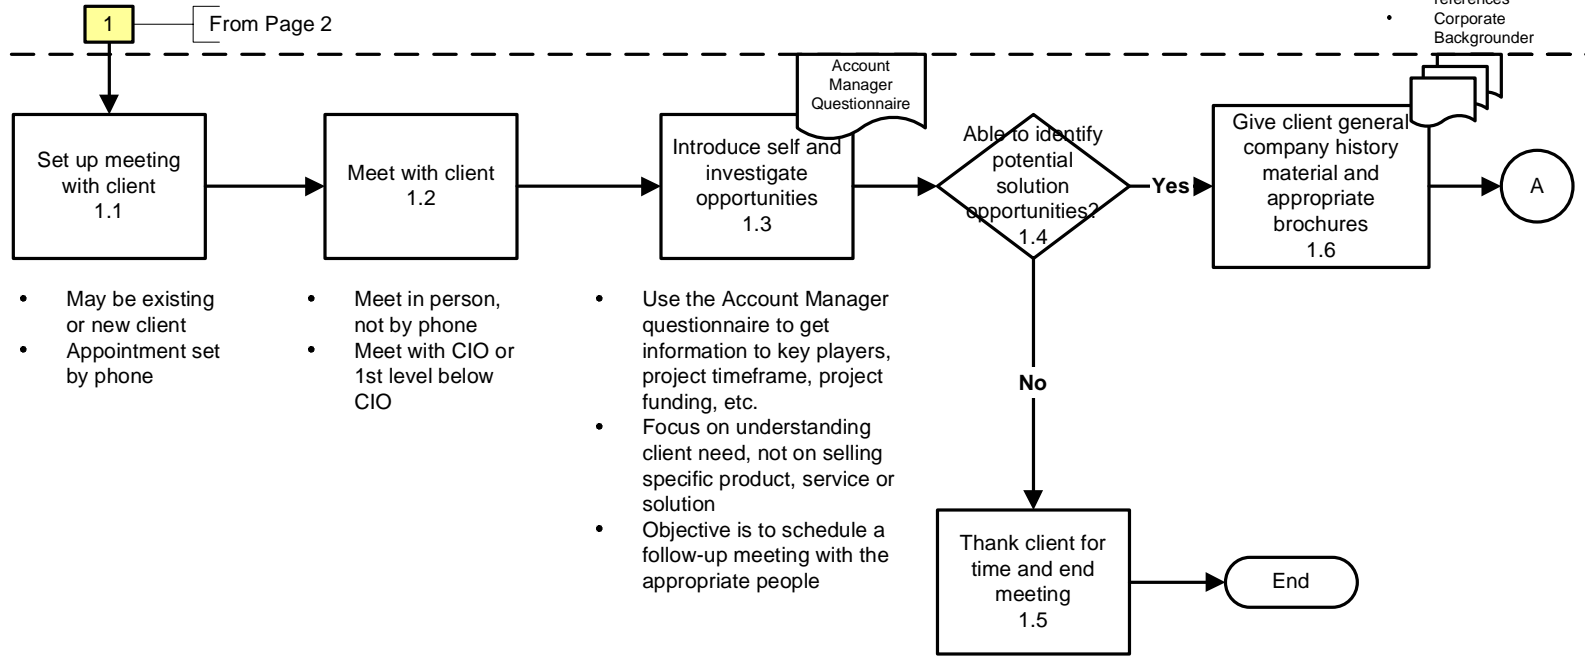 1
From Page 2
references
• Corporate
Backgrounder
Account
Manager
Questionnaire
Set up meeting
with client
1.1
Meet with client
1.2
Introduce self and
investigate
opportunities
1.3
Able to identify
potential
solution
opportunities?
1.4
Yes
Give client general
company history
material and
appropriate
brochures
1.6
A
• May be existing
or new client
• Appointment set
by phone
• Meet in person,
not by phone
• Meet with CIO or
1st level below
CIO
• Use the Account Manager
questionnaire to get
information to key players,
project timeframe, project
funding, etc.
• Focus on understanding
client need, not on selling
specific product, service or
solution
• Objective is to schedule a
follow-up meeting with the
appropriate people
No
Thank client for
time and end
meeting
1.5
End